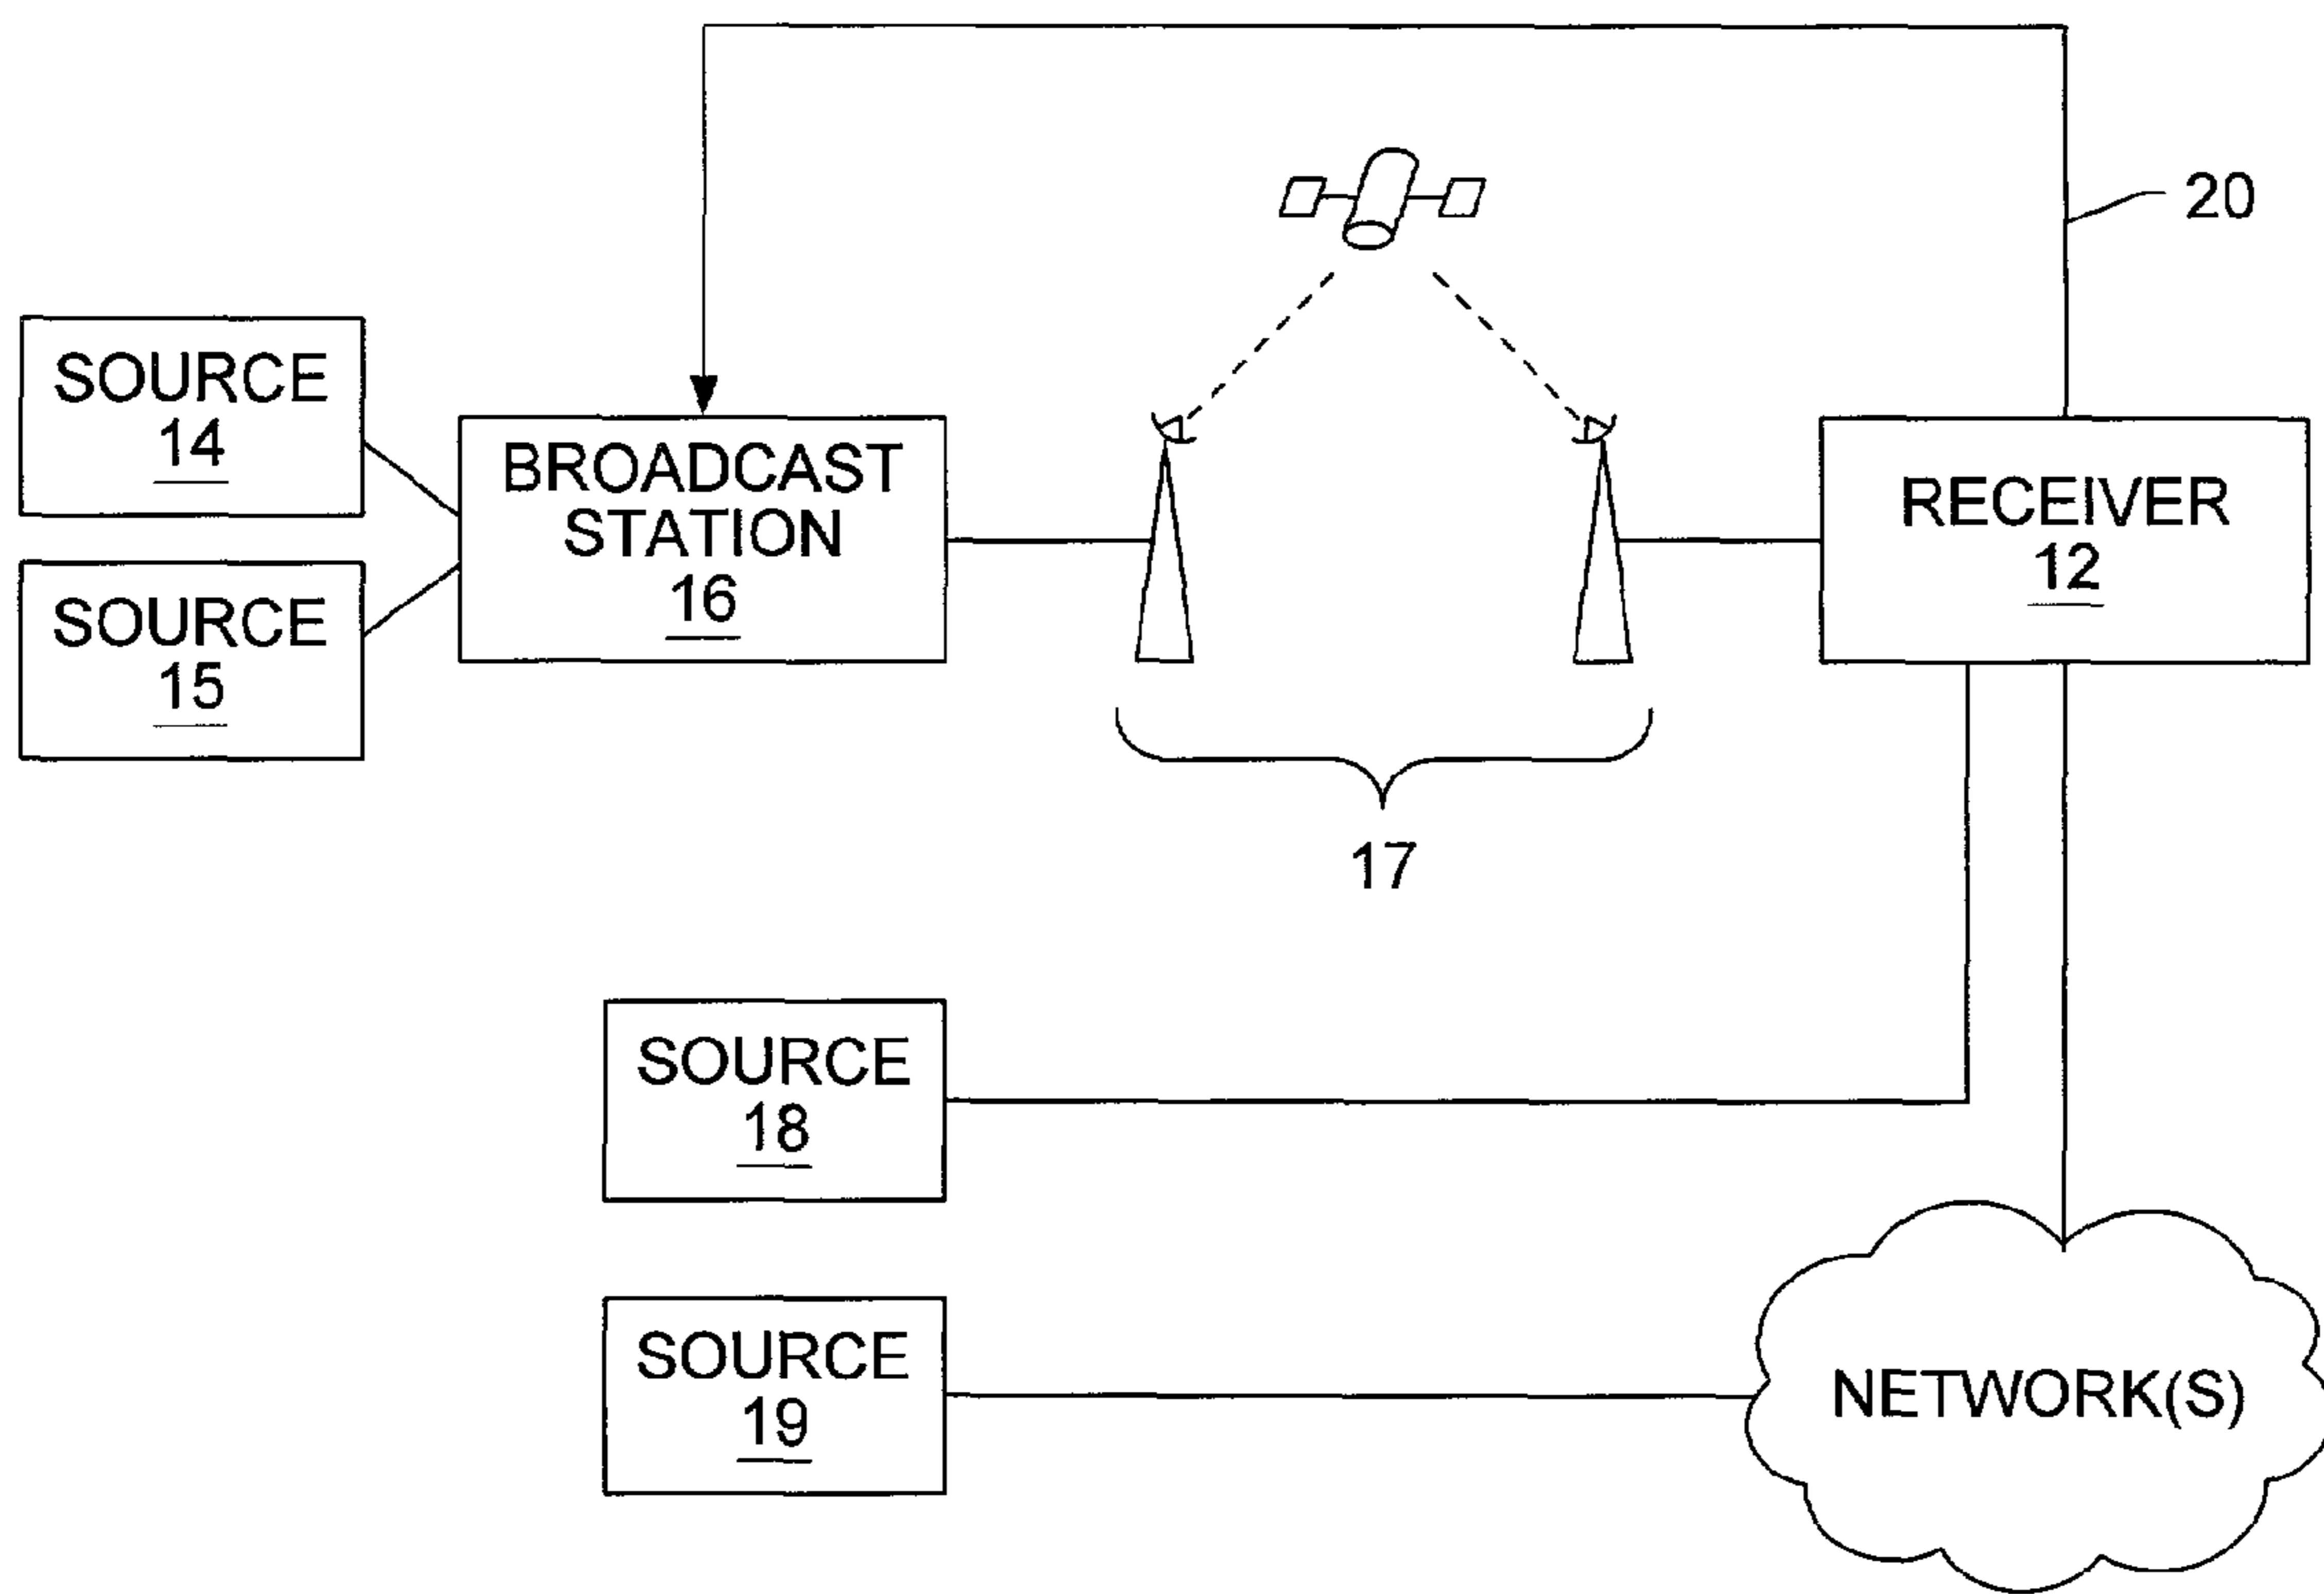 20
SOURCE
14
BROADCAST
STATION
16
RECEIVER
12
SOURCE
15
17
SOURCE
18
SOURCE
19
NETWORK(S)